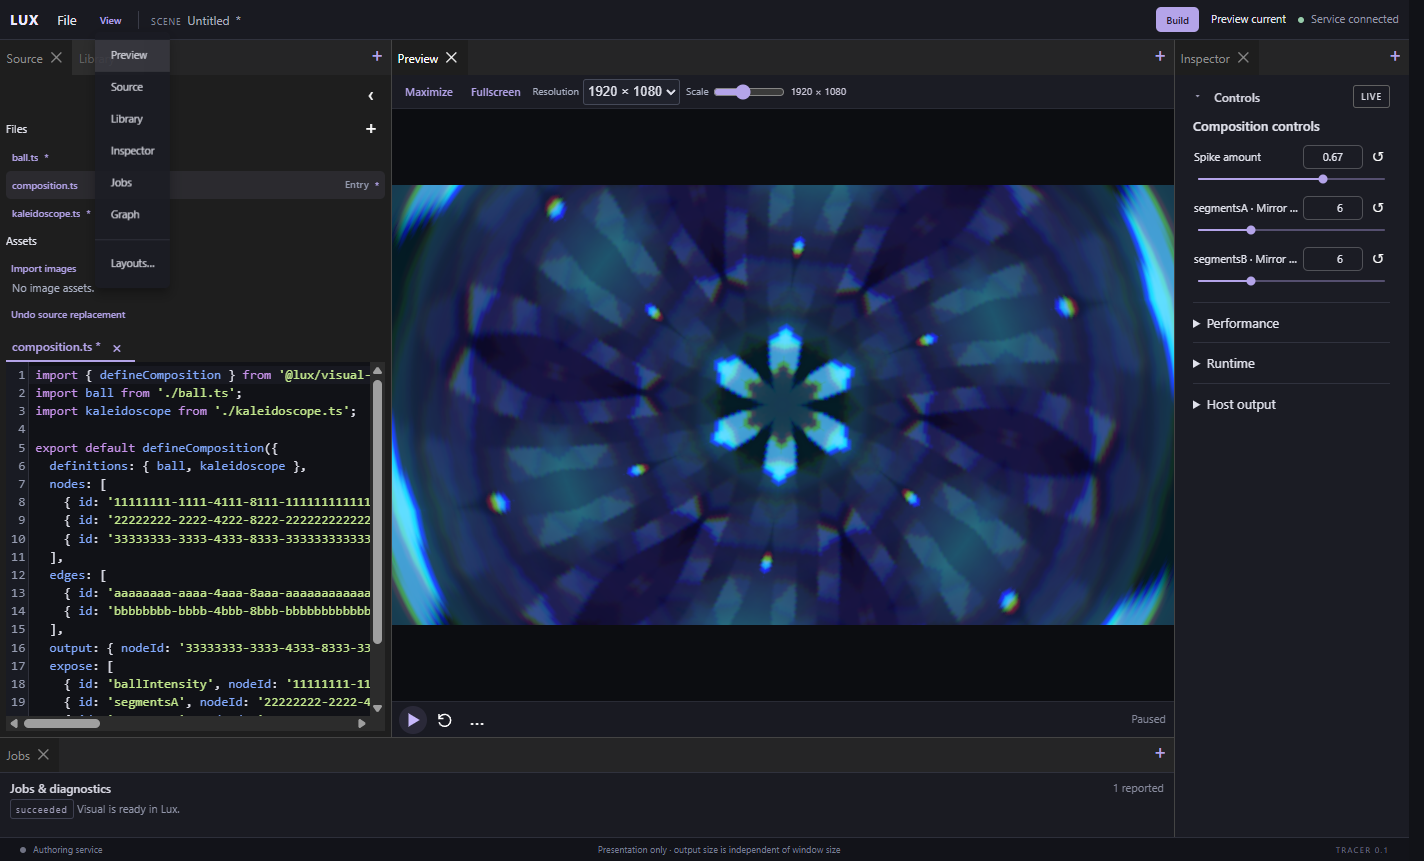 LUX File View SCENE Untitled * Build Preview current Service connected
Source Lib
Preview
Source
Library
Inspector
Jobs
Graph
Layouts...
Files
ball.ts *
composition.ts Entry *
kaleidoscope.ts *
Assets
Import images
No image assets.
Undo source replacement
composition.ts *
1 import { defineComposition } from '@lux/visual-
2 import ball from './ball.ts';
3 import kaleidoscope from './kaleidoscope.ts';
4
5 export default defineComposition({
6 definitions: { ball, kaleidoscope },
7 nodes: [
8 { id: '11111111-1111-4111-8111-111111111111
9 { id: '22222222-2222-4222-8222-222222222222
10 { id: '33333333-3333-4333-8333-333333333333
11 ],
12 edges: [
13 { id: 'aaaaaaaa-aaaa-4aaa-8aaa-aaaaaaaaaaaa
14 { id: 'bbbbbbbb-bbbb-4bbb-8bbb-bbbbbbbbbbbb
15 ],
16 output: { nodeId: '33333333-3333-4333-8333-33
17 expose: [
18 { id: 'ballIntensity', nodeId: '11111111-11
19 { id: 'segmentsA', nodeId: '22222222-2222-4
Preview
Maximize Fullscreen Resolution 1920 × 1080 Scale 1920 × 1080
... Paused
Inspector
Controls LIVE
Composition controls
Spike amount 0.67
segmentsA · Mirror ... 6
segmentsB · Mirror ... 6
Performance
Runtime
Host output
Jobs
Jobs & diagnostics 1 reported
succeeded Visual is ready in Lux.
Authoring service Presentation only · output size is independent of window size TRACER 0.1